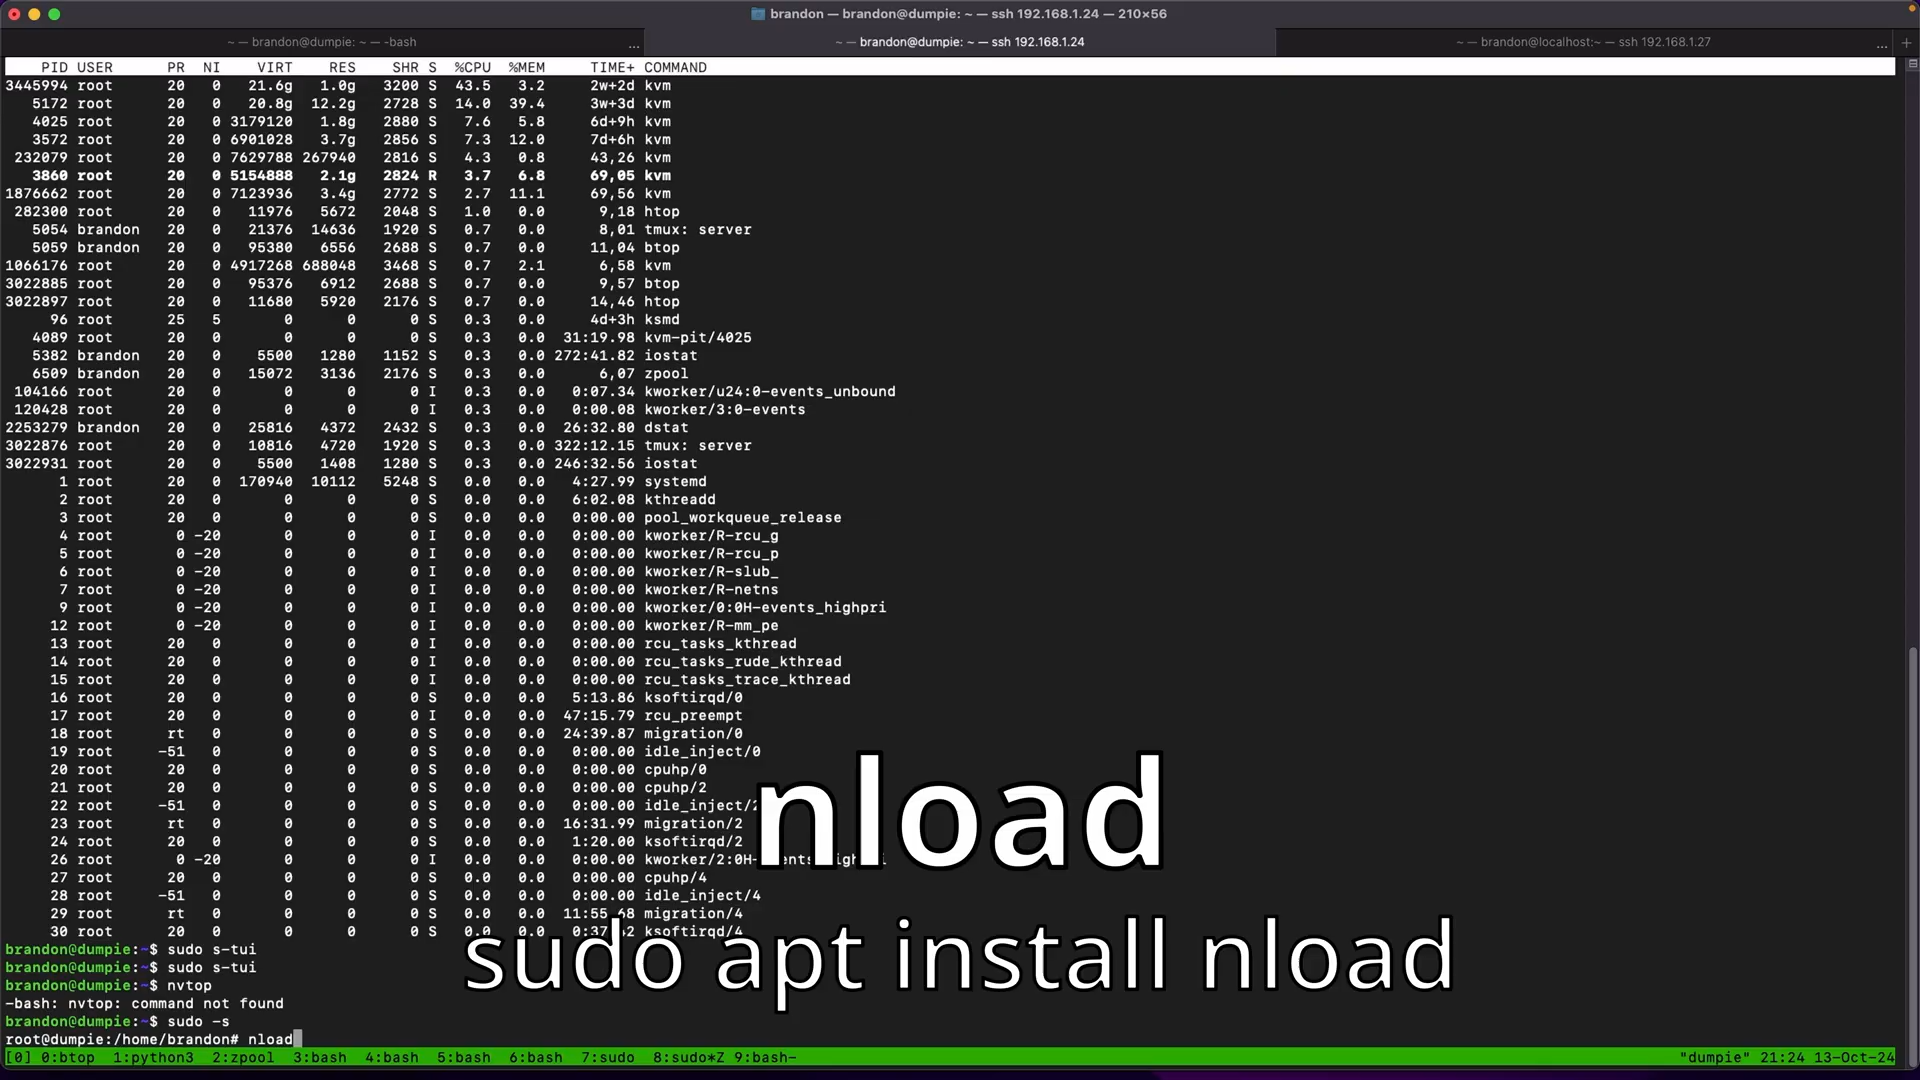 brandon — brandon@dumpie: ~ — ssh 192.168.1.24 — 210×56
~ — brandon@dumpie: ~ — -bash ... ~ — brandon@dumpie: ~ — ssh 192.168.1.24 ~ — brandon@localhost:~ — ssh 192.168.1.27 ... +
PID USER PR NI VIRT RES SHR S %CPU %MEM TIME+ COMMAND
3445994 root 20 0 21.6g 1.0g 3200 S 43.5 3.2 2w+2d kvm
5172 root 20 0 20.8g 12.2g 2728 S 14.0 39.4 3w+3d kvm
4025 root 20 0 3179120 1.8g 2880 S 7.6 5.8 6d+9h kvm
3572 root 20 0 6901028 3.7g 2856 S 7.3 12.0 7d+6h kvm
232079 root 20 0 7629788 267940 2816 S 4.3 0.8 43,26 kvm
3860 root 20 0 5154888 2.1g 2824 R 3.7 6.8 69,05 kvm
1876662 root 20 0 7123936 3.4g 2772 S 2.7 11.1 69,56 kvm
282300 root 20 0 11976 5672 2048 S 1.0 0.0 9,18 htop
5054 brandon 20 0 21376 14636 1920 S 0.7 0.0 8,01 tmux: server
5059 brandon 20 0 95380 6556 2688 S 0.7 0.0 11,04 btop
1066176 root 20 0 4917268 688048 3468 S 0.7 2.1 6,58 kvm
3022885 root 20 0 95376 6912 2688 S 0.7 0.0 9,57 btop
3022897 root 20 0 11680 5920 2176 S 0.7 0.0 14,46 htop
96 root 25 5 0 0 0 S 0.3 0.0 4d+3h ksmd
4089 root 20 0 0 0 0 S 0.3 0.0 31:19.98 kvm-pit/4025
5382 brandon 20 0 5500 1280 1152 S 0.3 0.0 272:41.82 iostat
6509 brandon 20 0 15072 3136 2176 S 0.3 0.0 6,07 zpool
104166 root 20 0 0 0 0 I 0.3 0.0 0:07.34 kworker/u24:0-events_unbound
120428 root 20 0 0 0 0 I 0.3 0.0 0:00.08 kworker/3:0-events
2253279 brandon 20 0 25816 4372 2432 S 0.3 0.0 26:32.80 dstat
3022876 root 20 0 10816 4720 1920 S 0.3 0.0 322:12.15 tmux: server
3022931 root 20 0 5500 1408 1280 S 0.3 0.0 246:32.56 iostat
1 root 20 0 170940 10112 5248 S 0.0 0.0 4:27.99 systemd
2 root 20 0 0 0 0 S 0.0 0.0 6:02.08 kthreadd
3 root 20 0 0 0 0 S 0.0 0.0 0:00.00 pool_workqueue_release
4 root 0 -20 0 0 0 I 0.0 0.0 0:00.00 kworker/R-rcu_g
5 root 0 -20 0 0 0 I 0.0 0.0 0:00.00 kworker/R-rcu_p
6 root 0 -20 0 0 0 I 0.0 0.0 0:00.00 kworker/R-slub_
7 root 0 -20 0 0 0 I 0.0 0.0 0:00.00 kworker/R-netns
9 root 0 -20 0 0 0 I 0.0 0.0 0:00.00 kworker/0:0H-events_highpri
12 root 0 -20 0 0 0 I 0.0 0.0 0:00.00 kworker/R-mm_pe
13 root 20 0 0 0 0 I 0.0 0.0 0:00.00 rcu_tasks_kthread
14 root 20 0 0 0 0 I 0.0 0.0 0:00.00 rcu_tasks_rude_kthread
15 root 20 0 0 0 0 I 0.0 0.0 0:00.00 rcu_tasks_trace_kthread
16 root 20 0 0 0 0 S 0.0 0.0 5:13.86 ksoftirqd/0
17 root 20 0 0 0 0 I 0.0 0.0 47:15.79 rcu_preempt
18 root rt 0 0 0 0 S 0.0 0.0 24:39.87 migration/0
19 root -51 0 0 0 0 S 0.0 0.0 0:00.00 idle_inject/0
20 root 20 0 0 0 0 S 0.0 0.0 0:00.00 cpuhp/0
21 root 20 0 0 0 0 S 0.0 0.0 0:00.00 cpuhp/2
22 root -51 0 0 0 0 S 0.0 0.0 0:00.00 idle_inject/2
23 root rt 0 0 0 0 S 0.0 0.0 16:31.99 migration/2
24 root 20 0 0 0 0 S 0.0 0.0 1:20.00 ksoftirqd/2
26 root 0 -20 0 0 0 I 0.0 0.0 0:00.00
27 root 20 0 0 0 0 S 0.0 0.0 0:00.00 cpuhp/4
28 root -51 0 0 0 0 S 0.0 0.0 0:00.00 idle_inject/4
29 root rt 0 0 0 0 S 0.0 0.0 migration/4
30 root 20 0 0 0 0 S 0.0 0.0 ksoftirqd/4
nload
sudo apt install nload
brandon@dumpie:~$ sudo s-tui
brandon@dumpie:~$ sudo s-tui
brandon@dumpie:~$ nvtop
-bash: nvtop: command not found
brandon@dumpie:~$ sudo -s
root@dumpie:/home/brandon# nload
[0] 0:btop 1:python3 2:zpool 3:bash 4:bash 5:bash 6:bash 7:sudo 8:sudo*Z 9:bash- "dumpie" 21:24 13-Oct-24